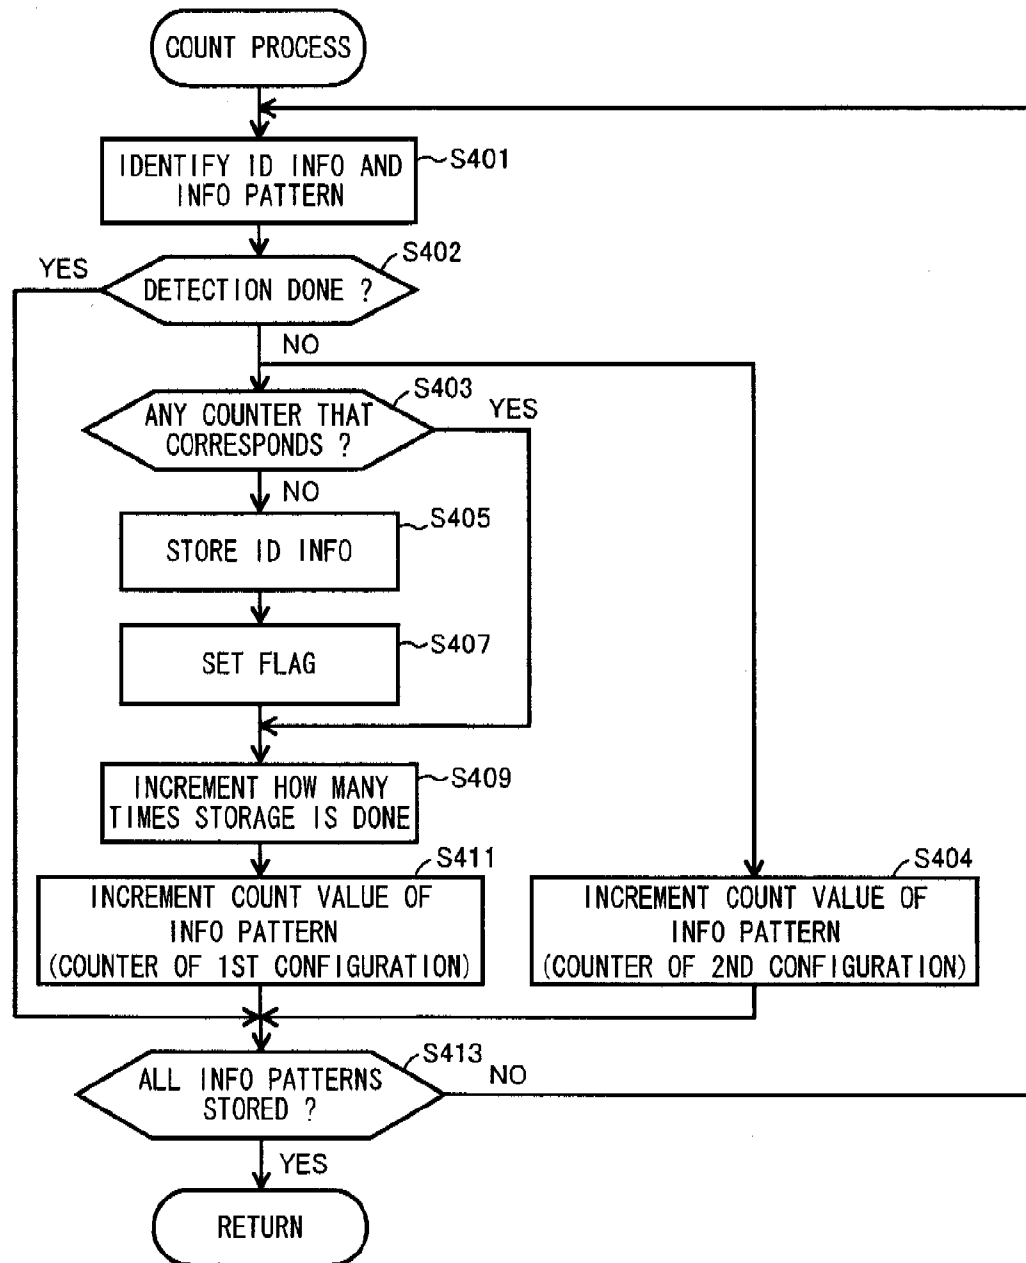 COUNT PROCESS
IDENTIFY ID INFO AND
INFO PATTERN
S401
S402
YES
DETECTION DONE ?
NO
S403
ANY COUNTER THAT
CORRESPONDS ?
YES
NO
S405
STORE ID INFO
S407
SET FLAG
S409
INCREMENT HOW MANY
TIMES STORAGE IS DONE
S411
INCREMENT COUNT VALUE OF
INFO PATTERN
(COUNTER OF 1ST CONFIGURATION)
S404
INCREMENT COUNT VALUE OF
INFO PATTERN
(COUNTER OF 2ND CONFIGURATION)
S413
ALL INFO PATTERNS
STORED ?
NO
YES
RETURN